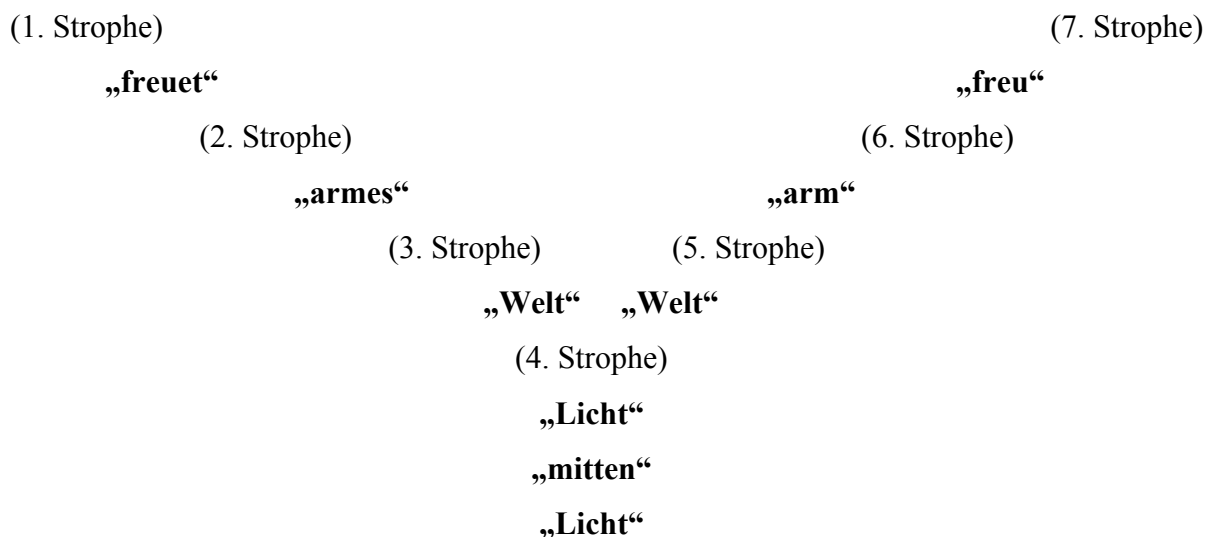 (1. Strophe) (7. Strophe)
„freuet“ „freu“
(2. Strophe) (6. Strophe)
„armes“ „arm“
(3. Strophe) (5. Strophe)
„Welt“ „Welt“
(4. Strophe)
„Licht“
„mitten“
„Licht“